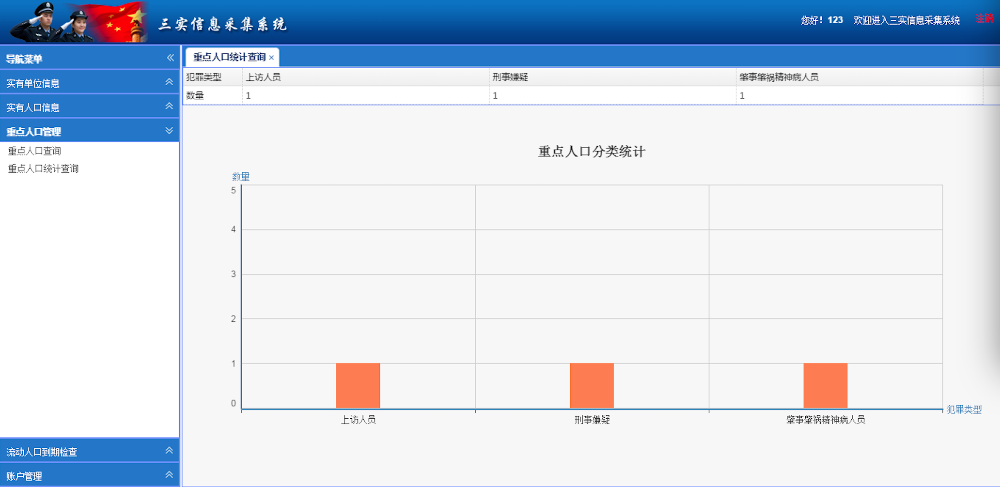 三实信息采集系统
您好！123 欢迎进入三实信息采集系统 注销
导航菜单
实有单位信息
实有人口信息
重点人口管理
重点人口查询
重点人口统计查询
流动人口到期检查
账户管理
重点人口统计查询 ×
犯罪类型 上访人员 刑事嫌疑 肇事肇祸精神病人员
数量 1 1 1
重点人口分类统计
数量
5
4
3
2
1
0
上访人员 刑事嫌疑 肇事肇祸精神病人员
犯罪类型